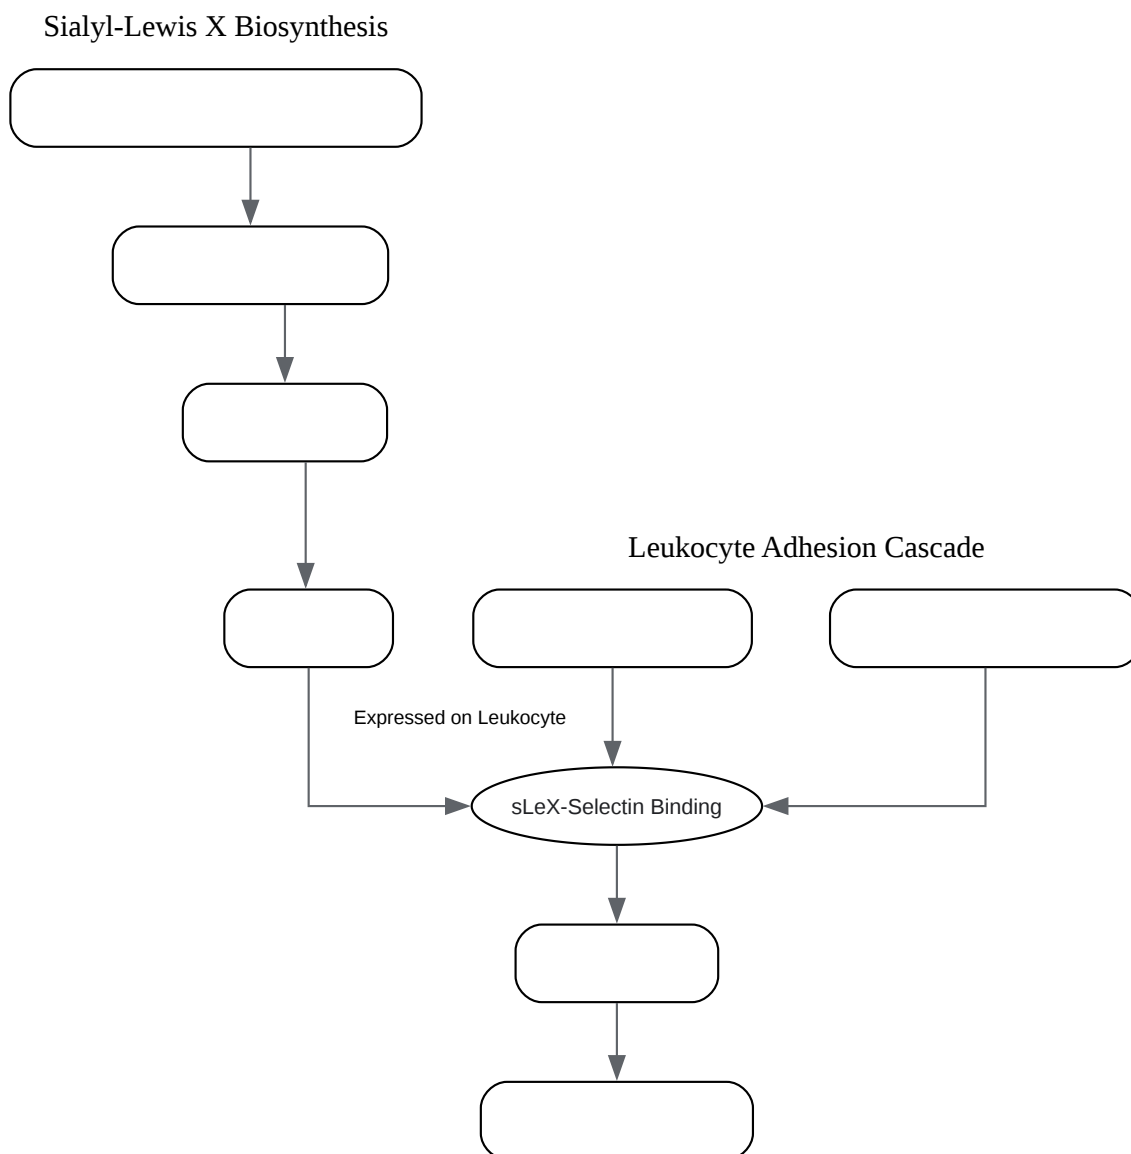 Sialyl-Lewis X Biosynthesis
Leukocyte Adhesion Cascade
Expressed on Leukocyte
sLeX-Selectin Binding